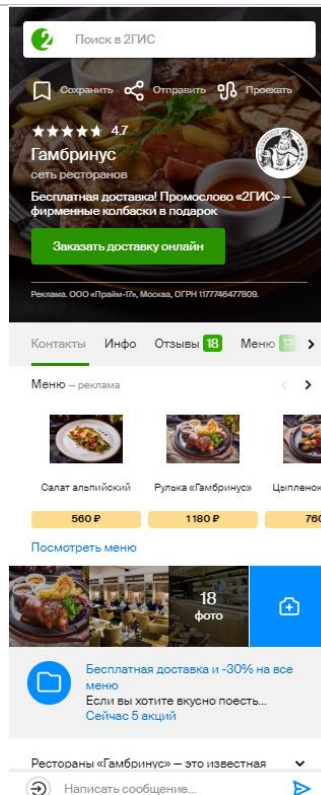 Поиск в 2ГИС
Сохранить Отправить Проехать
4.7
Гамбринус
сеть ресторанов
Бесплатная доставка! Промослово «2ГИС» –
фирменные колбаски в подарок
Заказать доставку онлайн
Реклама. ООО «Прайм-17», Москва, ОГРН 1177746477809.
Контакты Инфо Отзывы 18 Меню
Меню – реклама
Салат альпийский Рулька «Гамбринус» Цыпленок
560 ₽ 1180 ₽ 760
Посмотреть меню
18
фото
Бесплатная доставка и -30% на все
меню
Если вы хотите вкусно поесть...
Сейчас 5 акций
Рестораны «Гамбринус» – это известная
Написать сообщение...